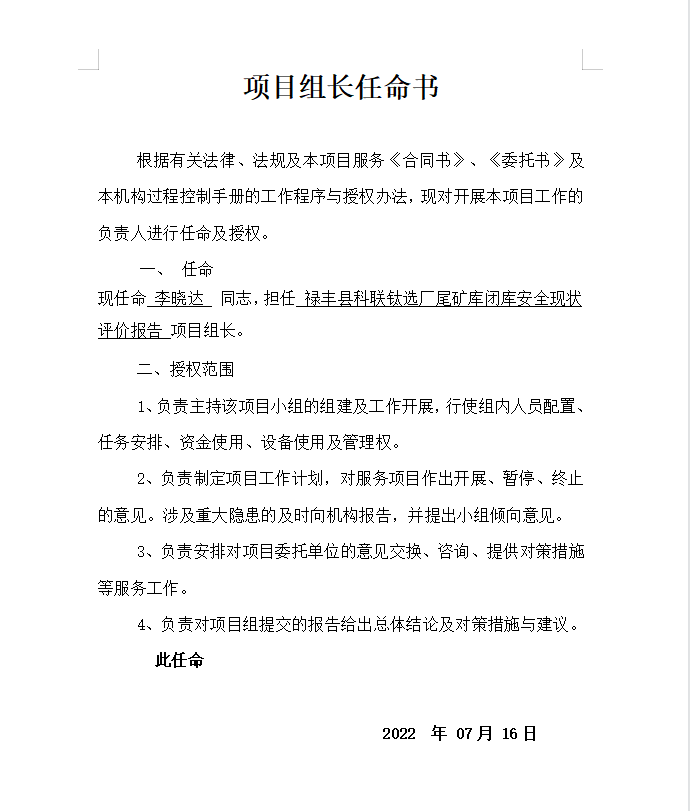 项目组长任命书
根据有关法律、法规及本项目服务《合同书》、《委托书》及
本机构过程控制手册的工作程序与授权办法，现对开展本项目工作的
负责人进行任命及授权。
一、 任命
现任命 李晓达 同志，担任 禄丰县科联钛选厂尾矿库闭库安全现状
评价报告 项目组长。
二、授权范围
1、负责主持该项目小组的组建及工作开展，行使组内人员配置、
任务安排、资金使用、设备使用及管理权。
2、负责制定项目工作计划，对服务项目作出开展、暂停、终止
的意见。涉及重大隐患的及时向机构报告，并提出小组倾向意见。
3、负责安排对项目委托单位的意见交换、咨询、提供对策措施
等服务工作。
4、负责对项目组提交的报告给出总体结论及对策措施与建议。
此任命
2022 年 07月 16日